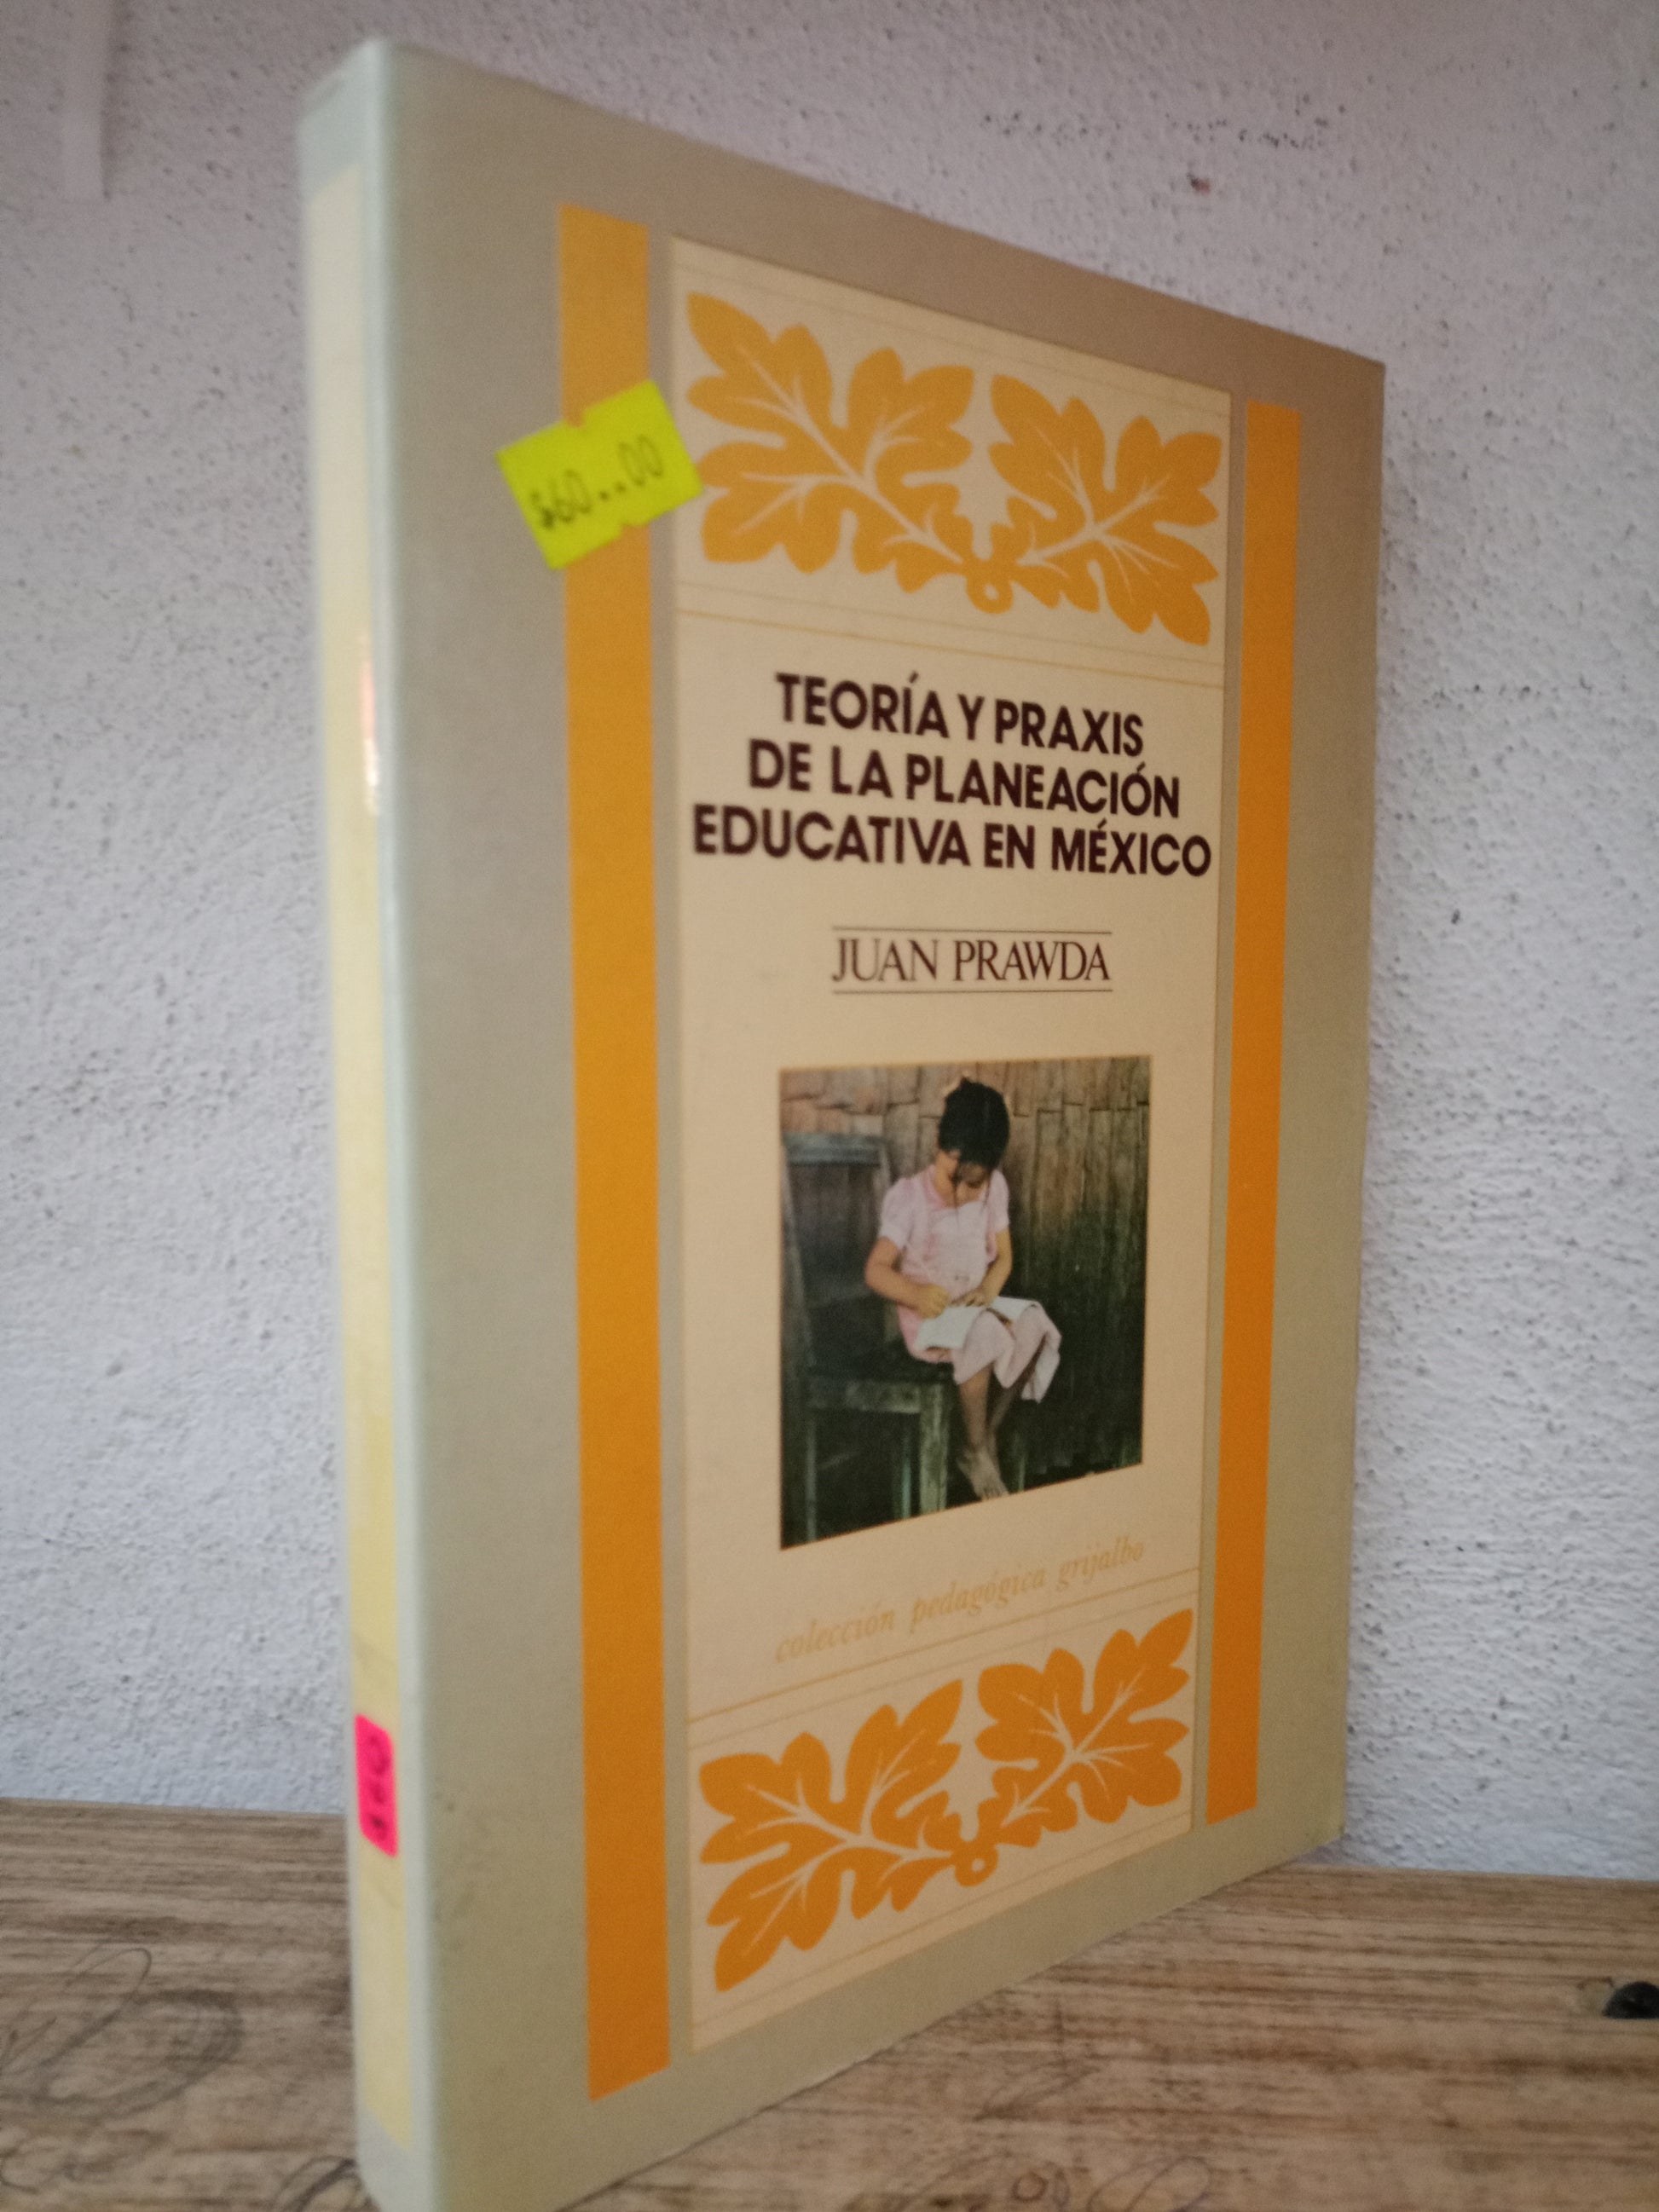 $60..00
TEORÍA Y PRAXIS
DE LA PLANEACIÓN
EDUCATIVA EN MÉXICO
JUAN PRAWDA
colección pedagógica grijalbo